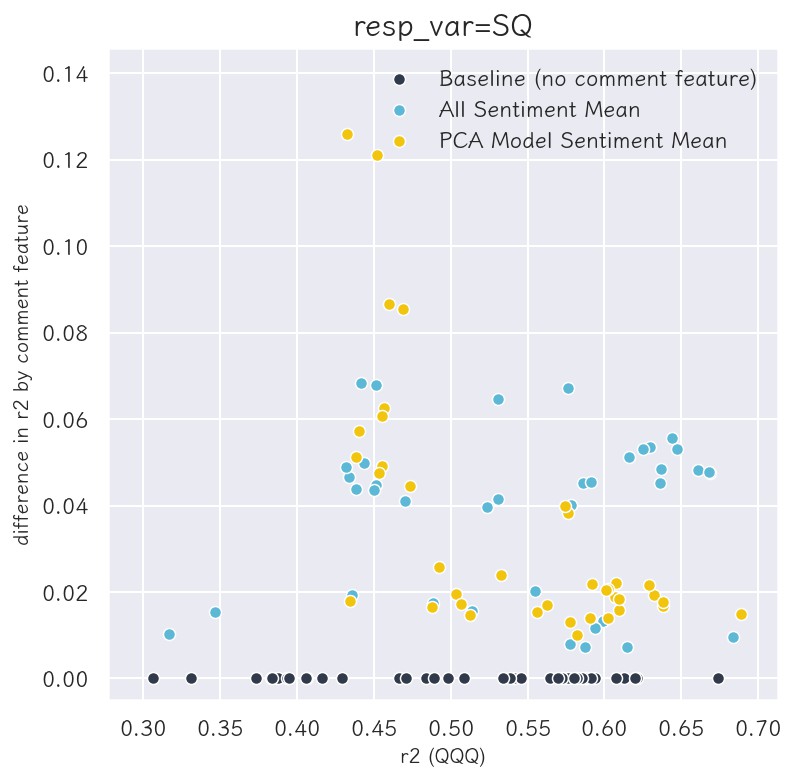 resp_var=SQ
0.14
0.12
0.10
0.08
0.06
0.04
0.02
0.00
difference in r2 by comment feature
Baseline (no comment feature)
All Sentiment Mean
PCA Model Sentiment Mean
0.30 0.35 0.40 0.45 0.50 0.55 0.60 0.65 0.70
r2 (QQQ)